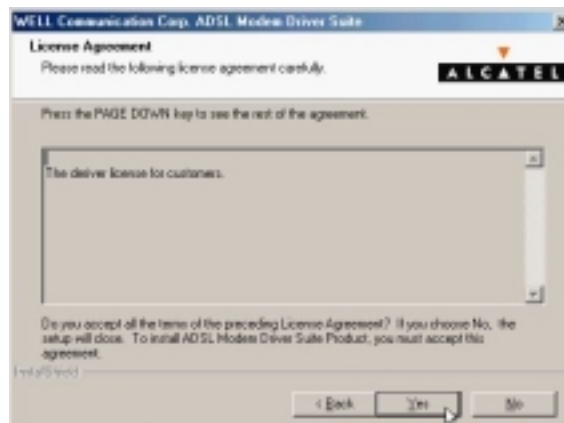 WELL Communication Corp. ADSL Modem Driver Suite
License Agreement
Please read the following license agreement carefully.
ALCATEL
Press the PAGE DOWN key to see the rest of the agreement.
The deriver license for customers.
Do you accept all the terms of the preceding License Agreement? If you choose No, the
setup will close. To install ADSL Modem Driver Suite Product, you must accept this
agreement.
InstallShield
< Back
Yes
No